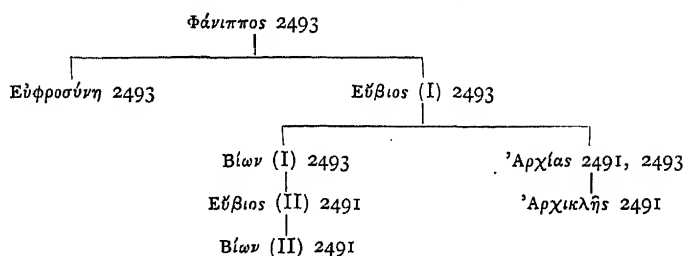 Φάνιππος 2493
Εὐφροσύνη 2493 Εὔβιος (I) 2493
Βίων (I) 2493 Ἀρχίας 2491, 2493
Εὔβιος (II) 2491 Ἀρχικλῆς 2491
Βίων (II) 2491